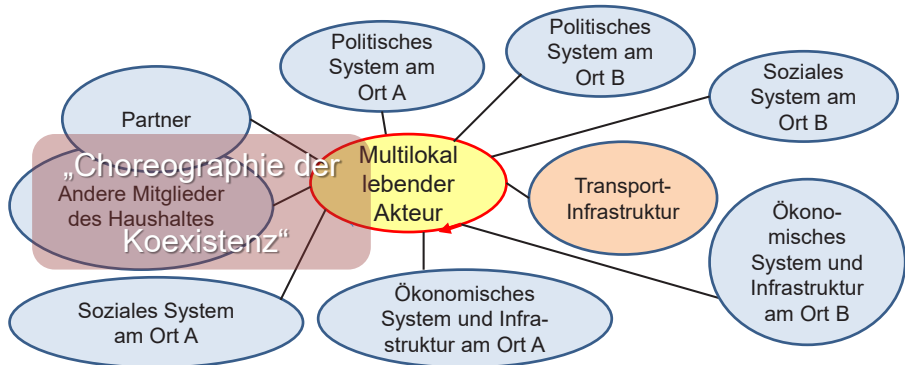 Politisches
System am
Ort A
Politisches
System am
Ort B
Soziales
System am
Ort B
Partner
„Choreographie der
Andere Mitglieder
des Haushaltes
Koexistenz“
Multilokal
lebender
Akteur
Transport-
Infrastruktur
Ökono-
misches
System und
Infrastruktur
am Ort B
Soziales System
am Ort A
Ökonomisches
System und Infra-
struktur am Ort A